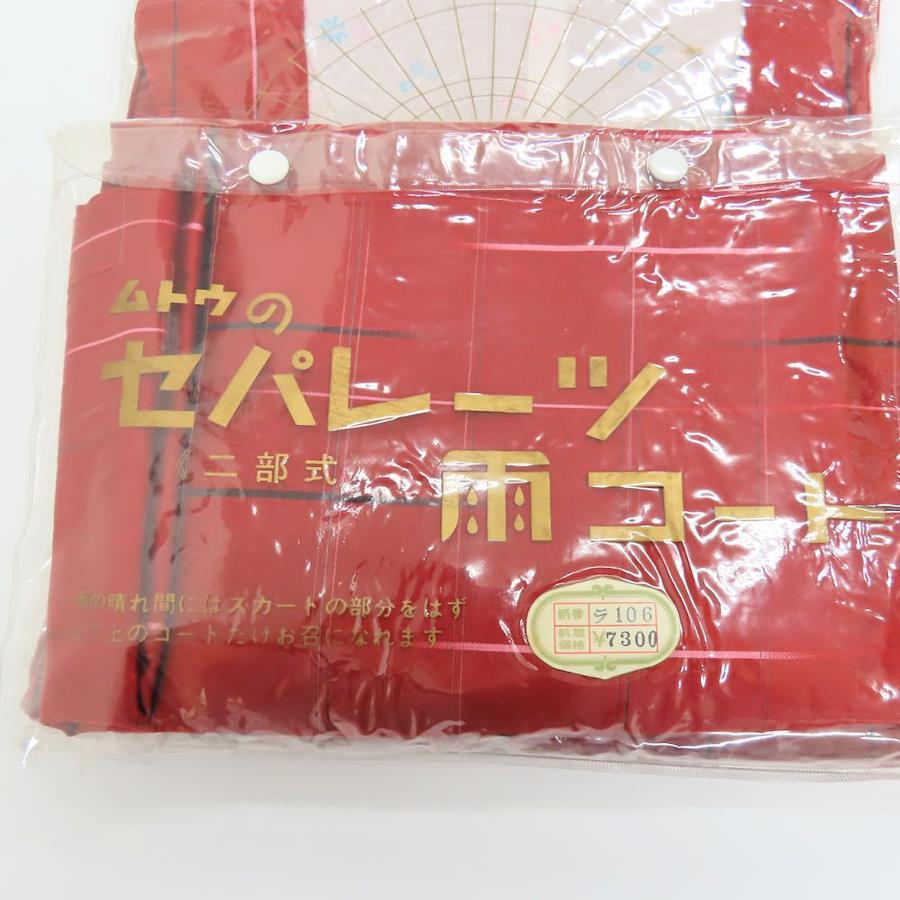 ムトウの
セパレーツ
《二部式》
雨コート
雨の晴れ間にはスカートの部分をはず
上のコートだけお召になれます
柄番 ラ106
価格 ¥7300